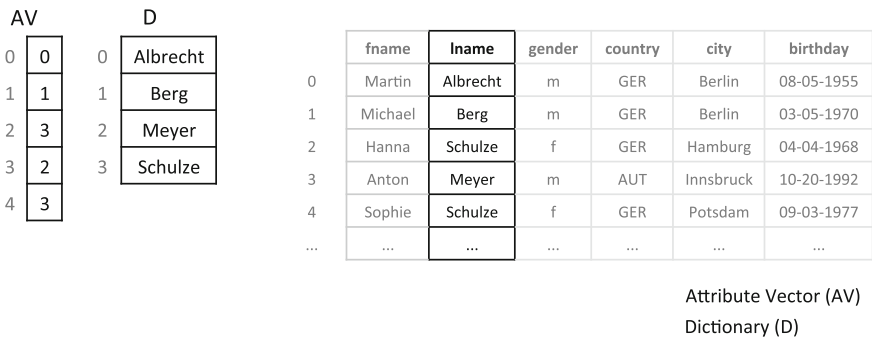 AV D
0 0 0 Albrecht
1 1 1 Berg
2 3 2 Meyer
3 2 3 Schulze
4 3
fname lname gender country city birthday
0 Martin Albrecht m GER Berlin 08-05-1955
1 Michael Berg m GER Berlin 03-05-1970
2 Hanna Schulze f GER Hamburg 04-04-1968
3 Anton Meyer m AUT Innsbruck 10-20-1992
4 Sophie Schulze f GER Potsdam 09-03-1977
... ... ... ... ... ... ...
Attribute Vector (AV)
Dictionary (D)